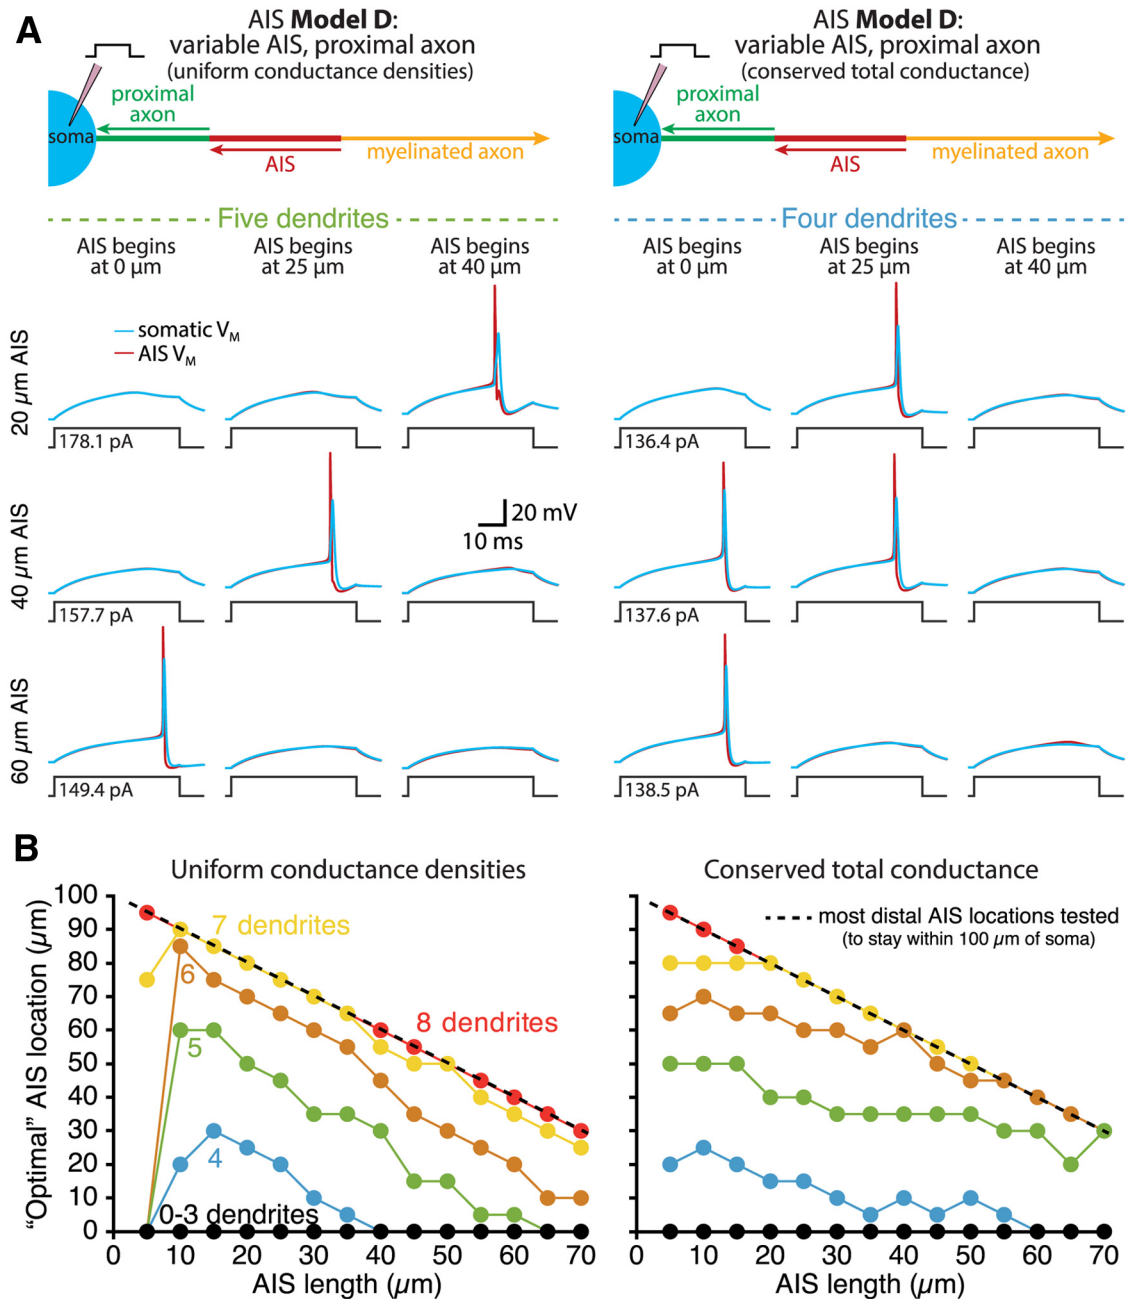 A
AIS Model D:
variable AIS, proximal axon
(uniform conductance densities)
proximal
axon
soma
AIS
myelinated axon
AIS Model D:
variable AIS, proximal axon
(conserved total conductance)
proximal
axon
soma
AIS
myelinated axon
Five dendrites
AIS begins
at 0 µm
AIS begins
at 25 µm
AIS begins
at 40 µm
Four dendrites
AIS begins
at 0 µm
AIS begins
at 25 µm
AIS begins
at 40 µm
20 µm AIS
somatic VM
AIS VM
178.1 pA
136.4 pA
40 µm AIS
20 mV
10 ms
157.7 pA
137.6 pA
60 µm AIS
149.4 pA
138.5 pA
B
Uniform conductance densities
“Optimal” AIS location (µm)
100
90
80
70
60
50
40
30
20
10
0
7 dendrites
6
5
8 dendrites
4
0-3 dendrites
0 10 20 30 40 50 60 70
AIS length (µm)
Conserved total conductance
most distal AIS locations tested
(to stay within 100 µm of soma)
0 10 20 30 40 50 60 70
AIS length (µm)